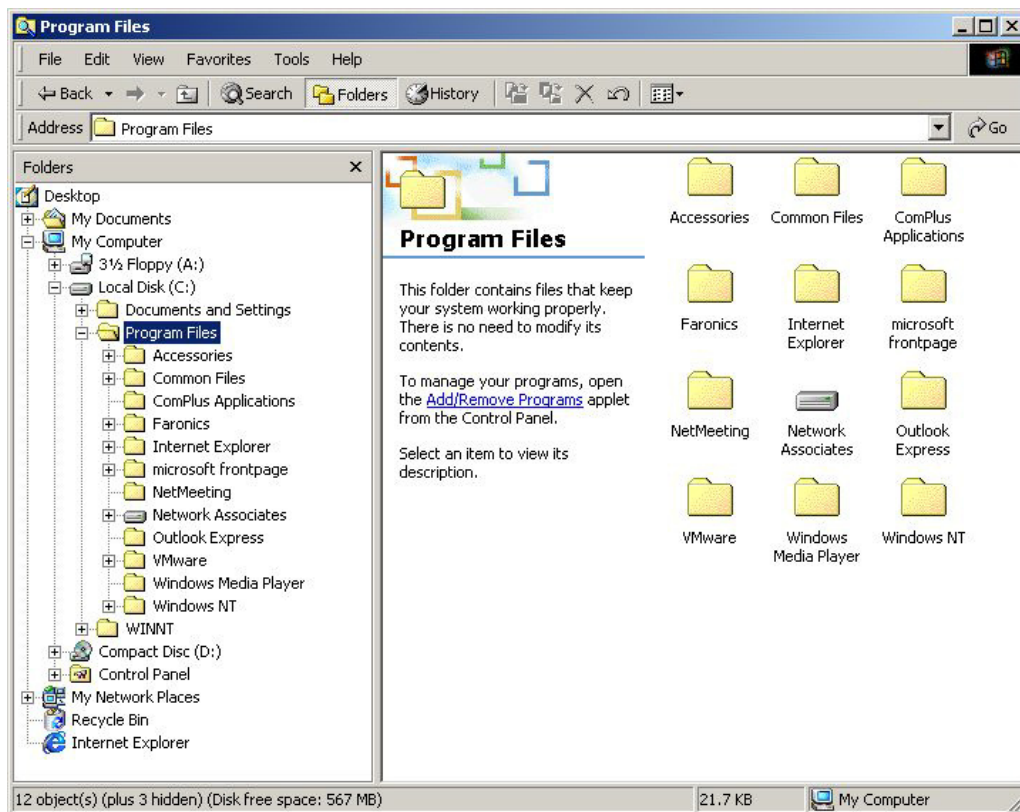 Program Files
File Edit View Favorites Tools Help
Back Search Folders History
Address Program Files Go
Folders
Desktop
My Documents
My Computer
3½ Floppy (A:)
Local Disk (C:)
Documents and Settings
Program Files
Accessories
Common Files
ComPlus Applications
Faronics
Internet Explorer
microsoft frontpage
NetMeeting
Network Associates
Outlook Express
VMware
Windows Media Player
Windows NT
WINNT
Compact Disc (D:)
Control Panel
My Network Places
Recycle Bin
Internet Explorer
Program Files
This folder contains files that keep
your system working properly.
There is no need to modify its
contents.
To manage your programs, open
the Add/Remove Programs applet
from the Control Panel.
Select an item to view its
description.
Accessories Common Files ComPlus
Applications
Faronics Internet microsoft
Explorer frontpage
NetMeeting Network Outlook
Associates Express
VMware Windows Windows NT
Media Player
12 object(s) (plus 3 hidden) (Disk free space: 567 MB) 21.7 KB My Computer